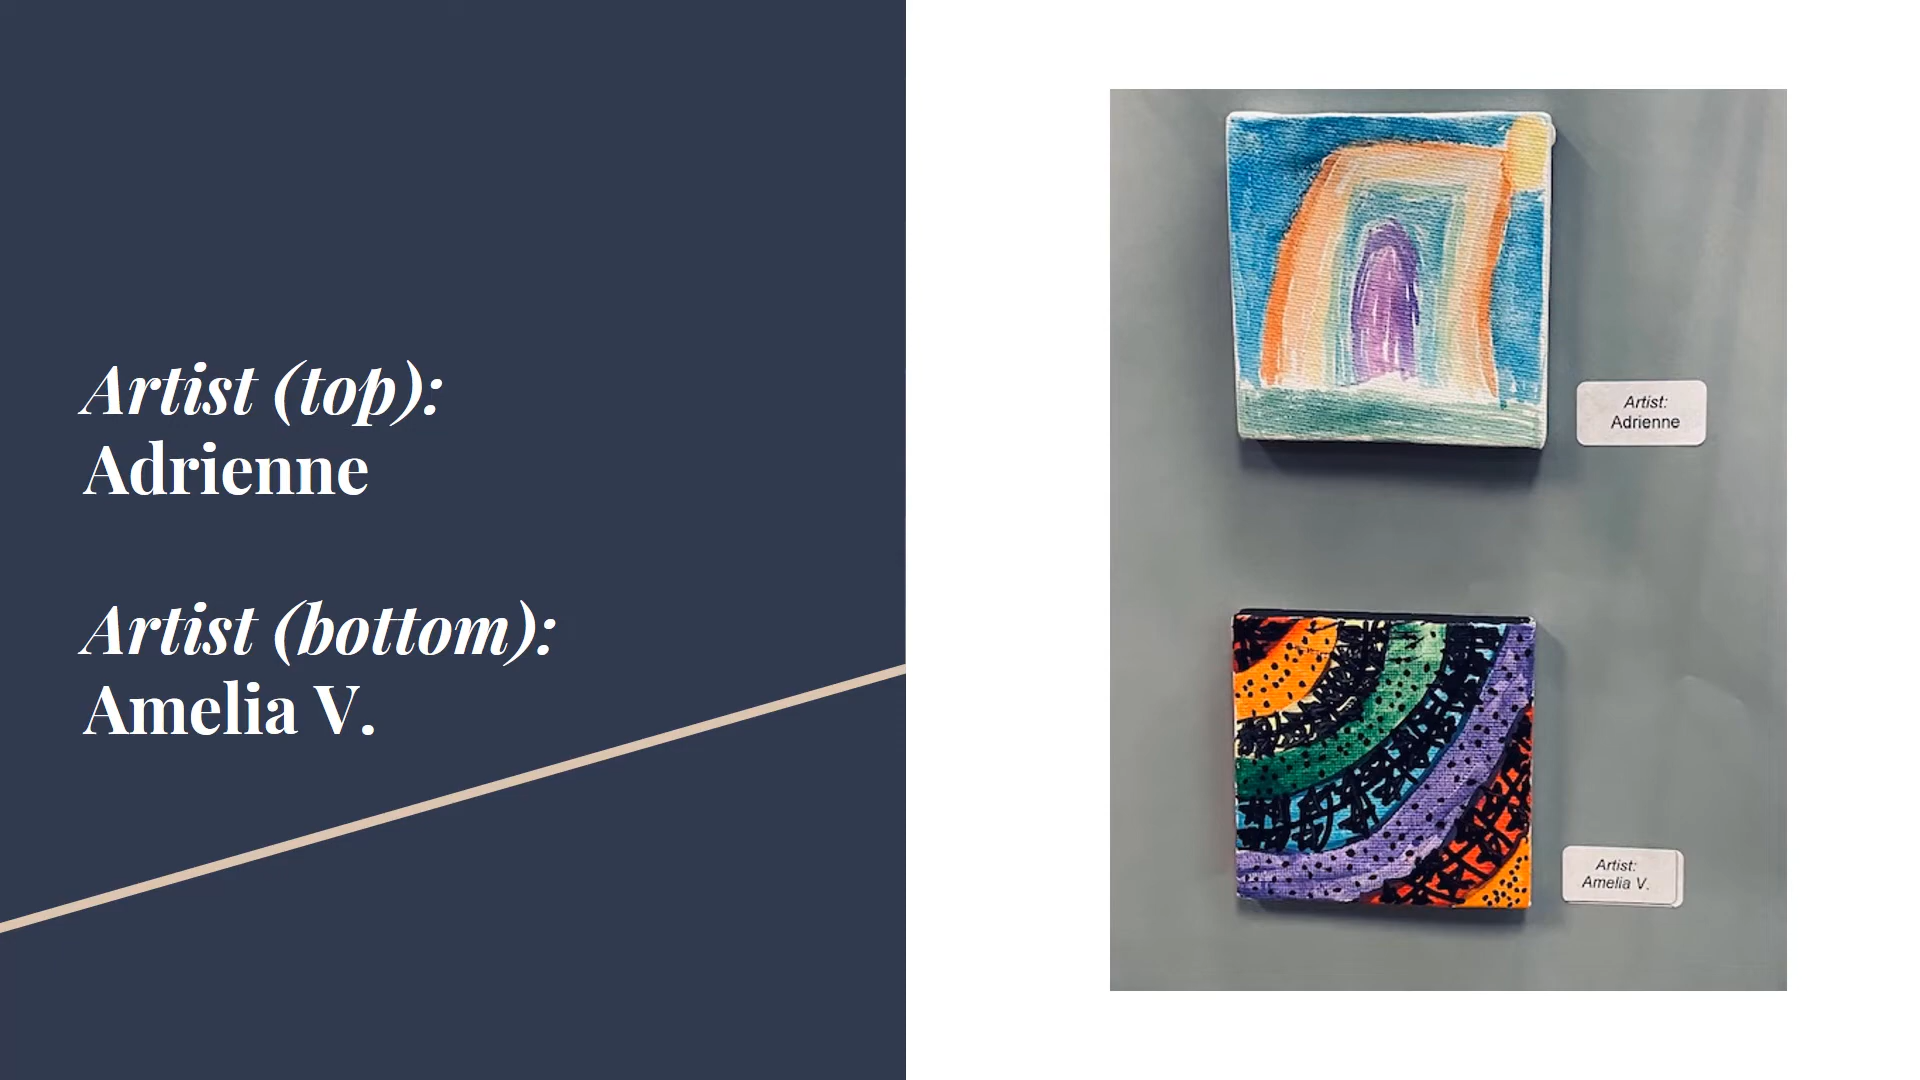 Artist (top):
Adrienne
Artist (bottom):
Amelia V.
Artist:
Adrienne
Artist:
Amelia V.